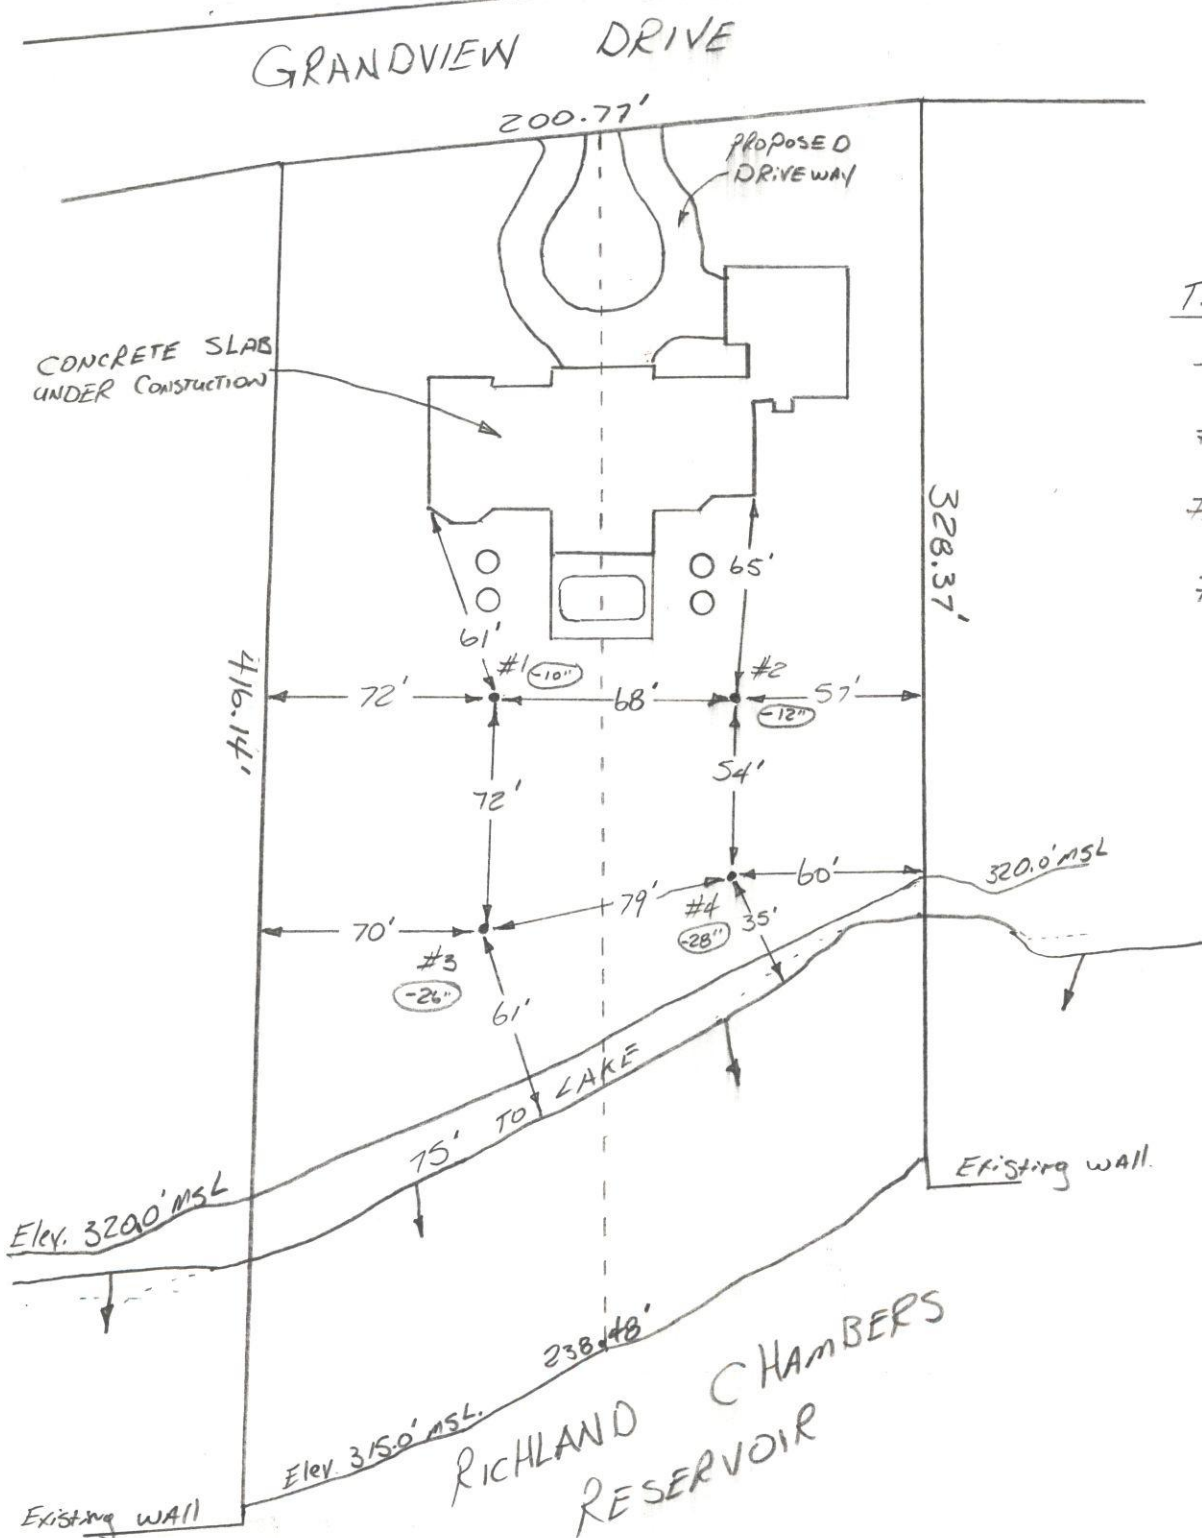 GRANDVIEW DRIVE
200.77'
PROPOSED
DRIVEWAY
CONCRETE SLAB
UNDER CONSTUCTION
328.37'
65'
61'
#1 -10"
#2
-12"
416.14'
72'
68'
57'
54'
72'
320.0' MSL
60'
79'
#4
-28"
35'
70'
#3
-26"
61'
75' TO LAKE
Elev. 320.0' MSL
Existing WAll.
238.48'
Elev. 315.0' MSL.
RICHLAND CHAMBERS
RESERVOIR
Existing WAll